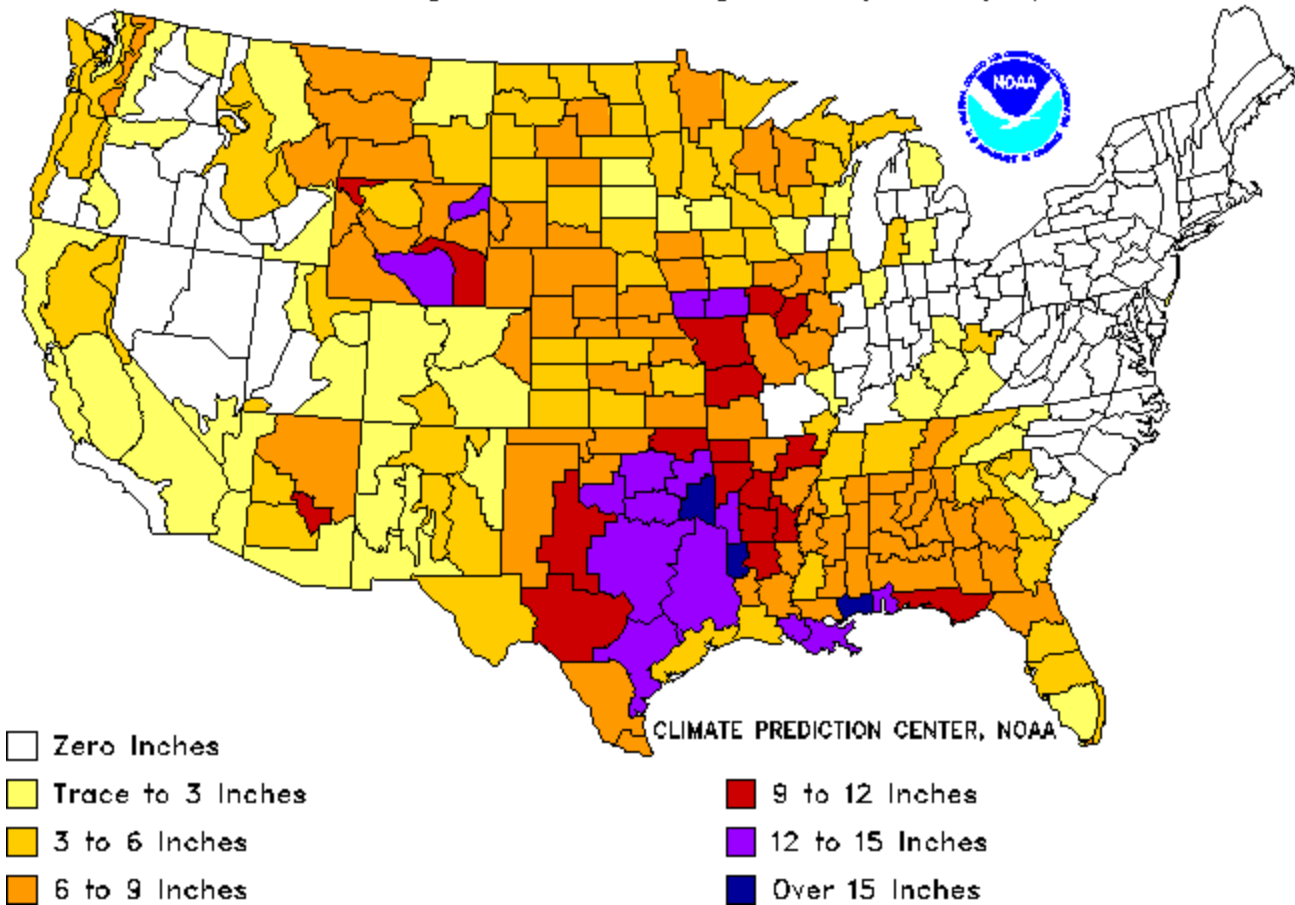 NOAA
CLIMATE PREDICTION CENTER, NOAA
Zero Inches
Trace to 3 Inches
3 to 6 Inches
6 to 9 Inches
9 to 12 Inches
12 to 15 Inches
Over 15 Inches